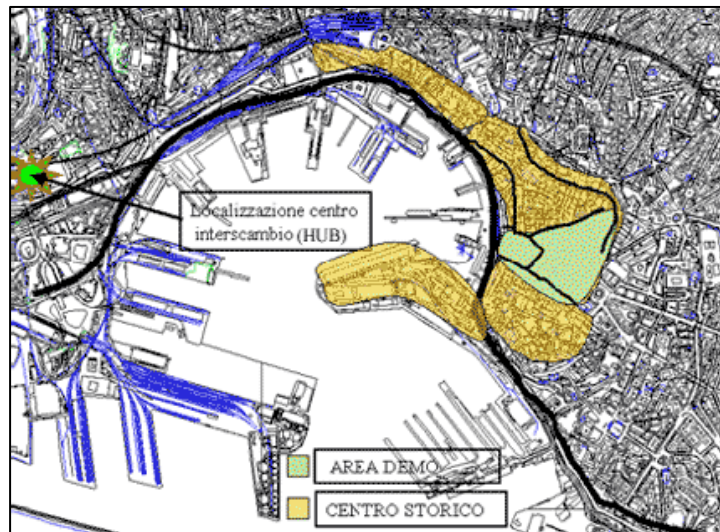 Localizzazione centro
interscambio (HUB)
AREA DEMO
CENTRO STORICO